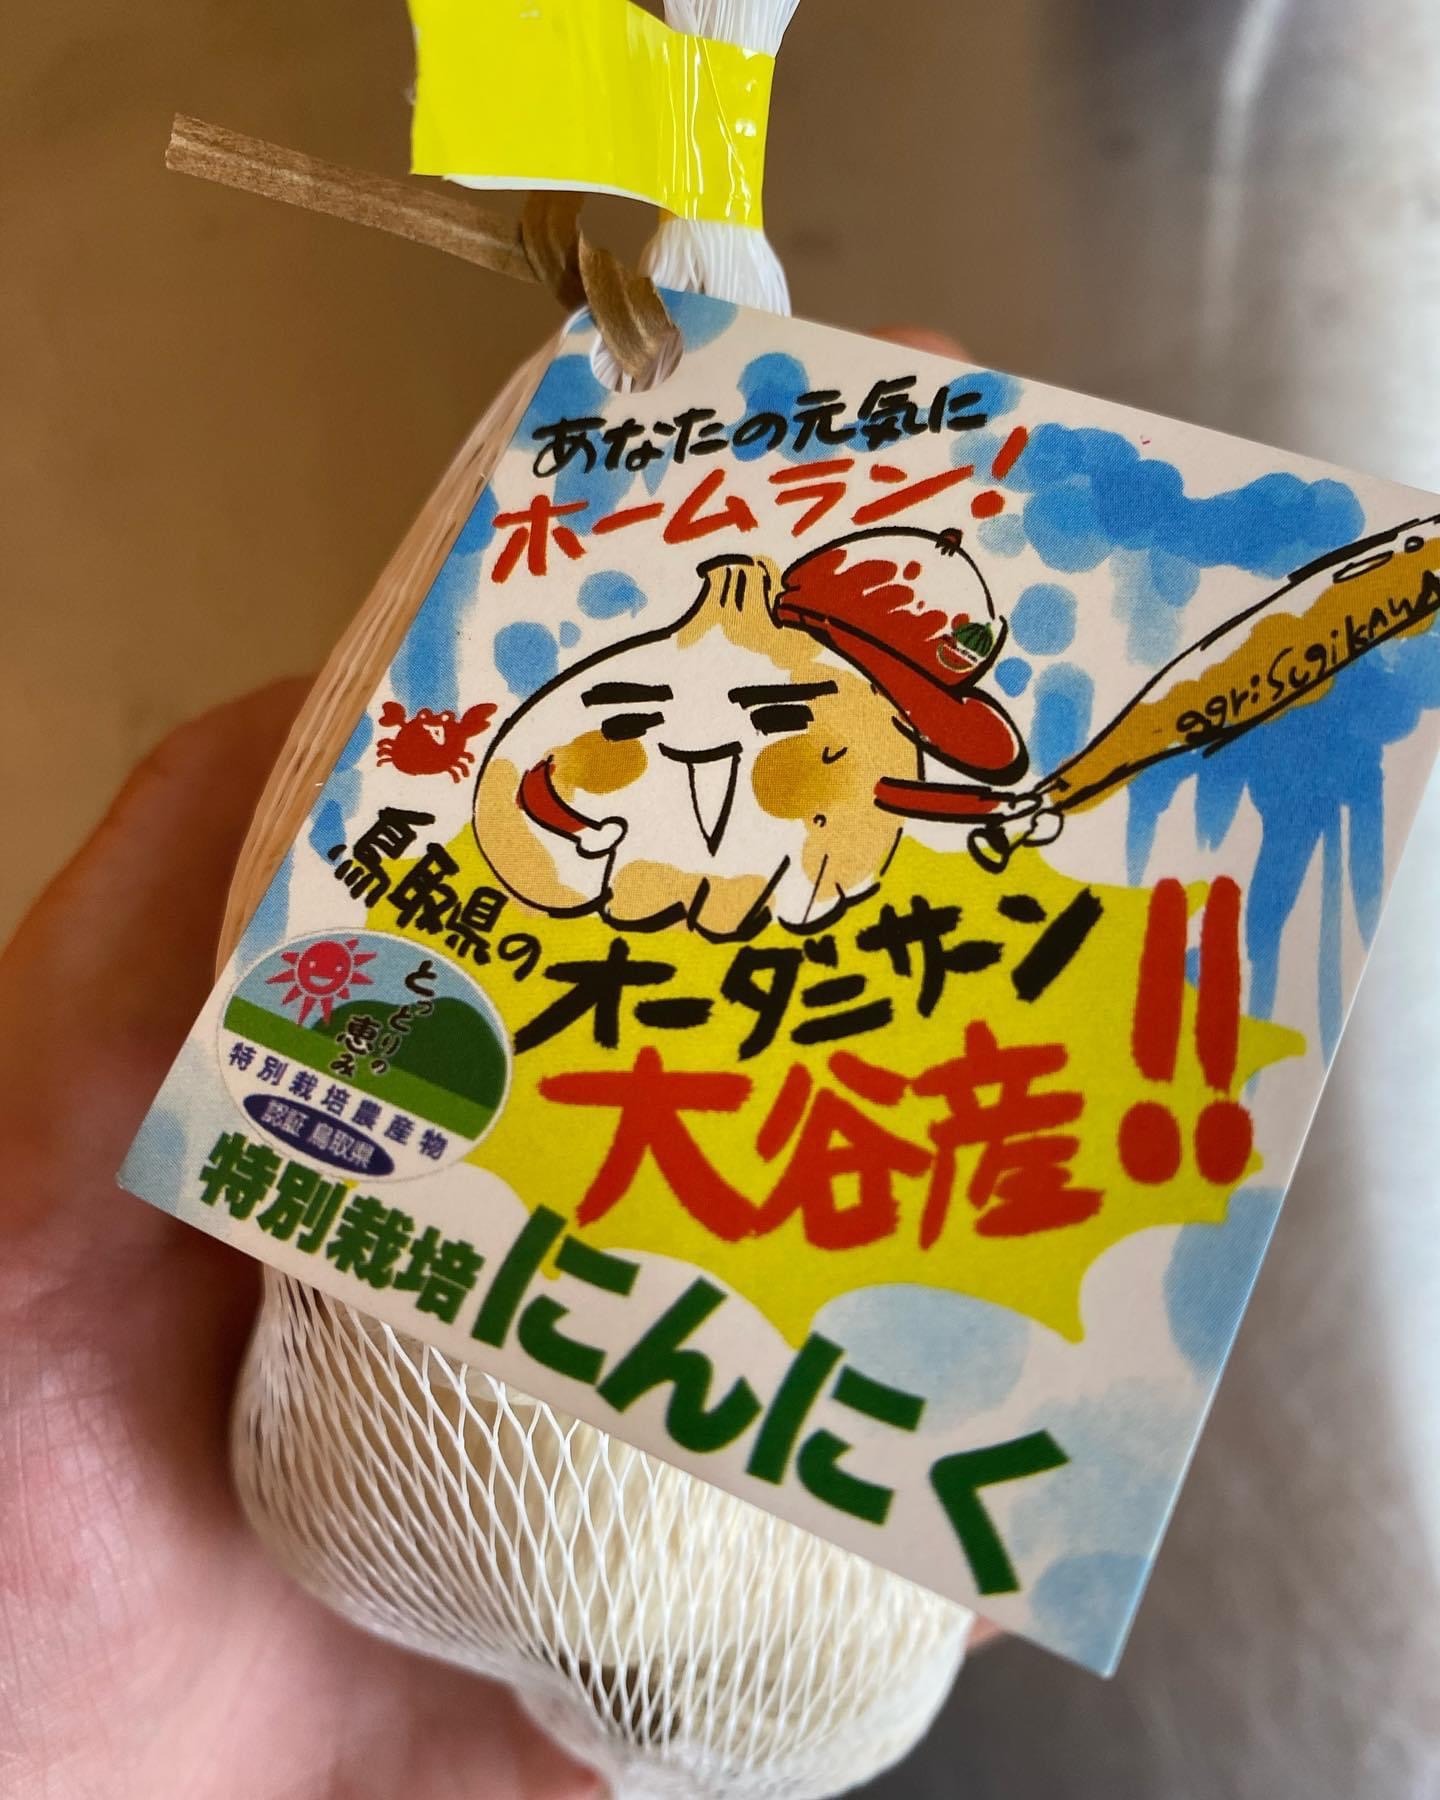 あなたの元気に
ホームラン!
agriSugikaya
鳥取県の
オーダニサーン
大谷産!!
とっとりの
恵み
特別栽培農産物
認証 鳥取県
特別栽培にんにく